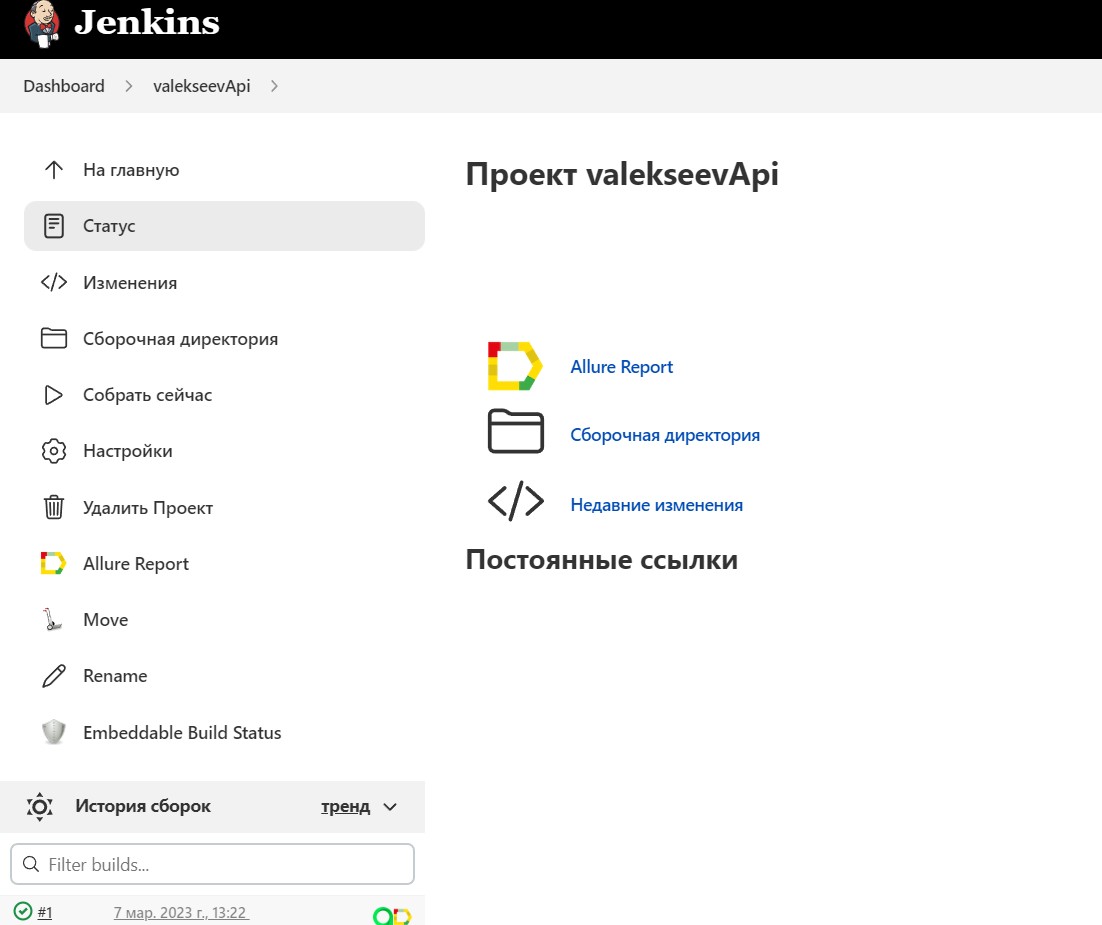 Jenkins
Dashboard
valekseevApi
На главную
Статус
Изменения
Сборочная директория
Собрать сейчас
Настройки
Удалить Проект
Allure Report
Move
Rename
Embeddable Build Status
История сборок
тренд
Filter builds...
#1
7 мар. 2023 г., 13:22
Проект valekseevApi
Allure Report
Сборочная директория
Недавние изменения
Постоянные ссылки